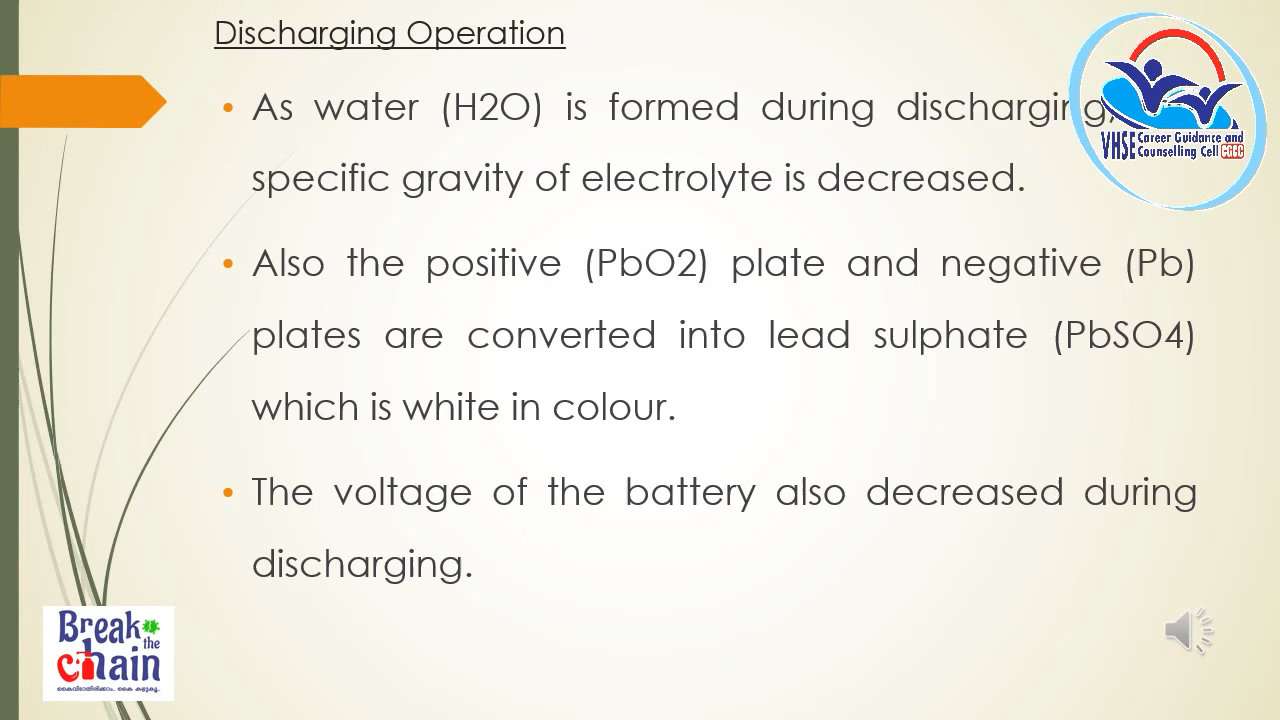 Discharging Operation
• As water (H2O) is formed during discharging,
specific gravity of electrolyte is decreased.
• Also the positive (PbO2) plate and negative (Pb)
plates are converted into lead sulphate (PbSO4)
which is white in colour.
• The voltage of the battery also decreased during
discharging.
VHSE Career Guidance and
Counselling Cell CGCC
Break
the
chain